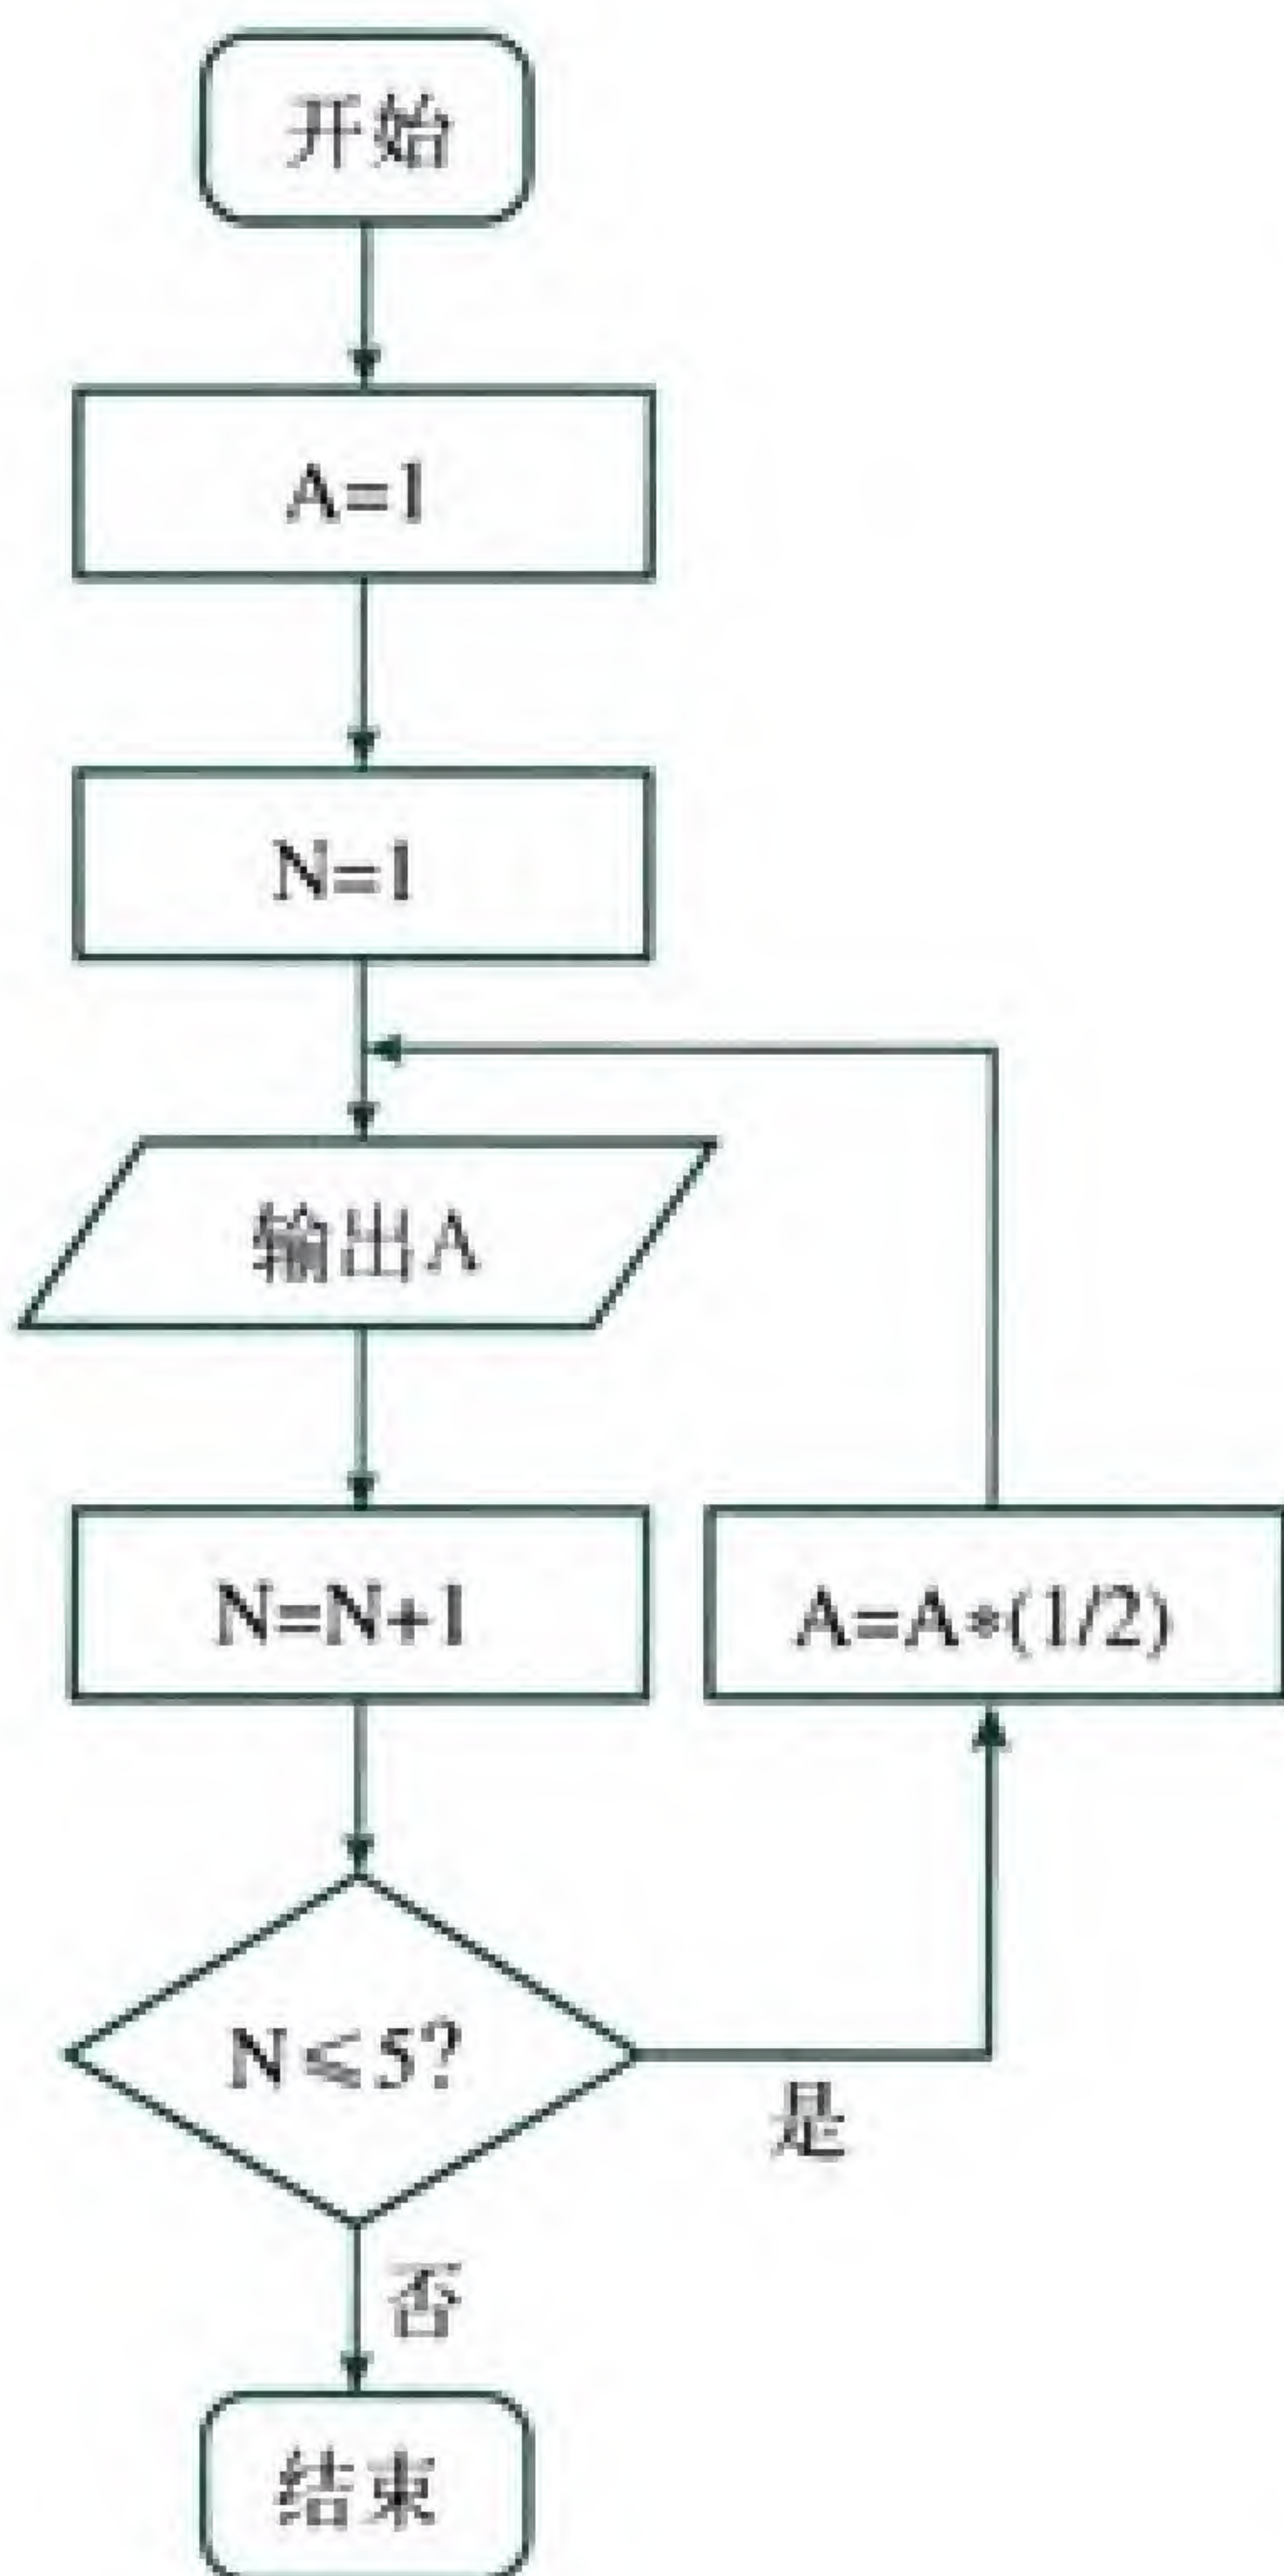 开始
A=1
N=1
输出A
N=N+1
A=A*(1/2)
N⩽5?
是
否
结束